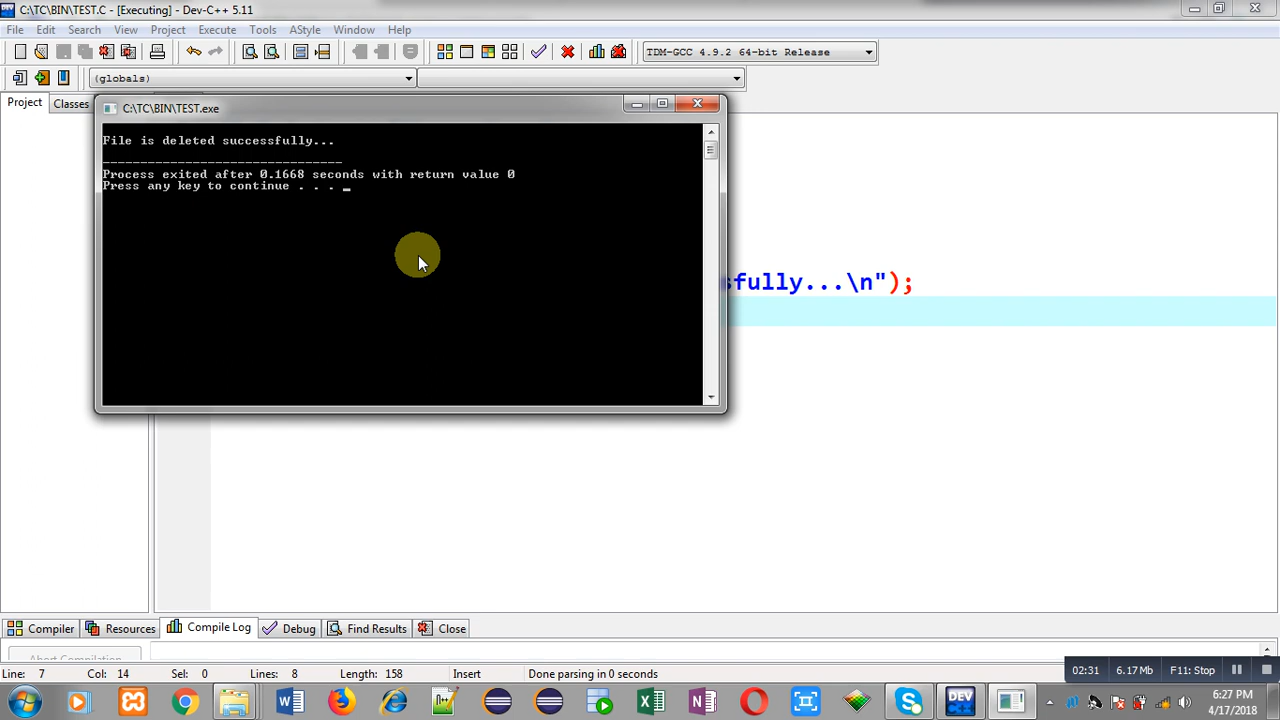 C:\TC\BIN\TEST.C - [Executing] - Dev-C++ 5.11
File Edit Search View Project Execute Tools AStyle Window Help
TDM-GCC 4.9.2 64-bit Release
(globals)
Project Classes
C:\TC\BIN\TEST.exe
File is deleted successfully...
--------------------------------
Process exited after 0.1668 seconds with return value 0
Press any key to continue . . . _
sfully...\n");
Compiler Resources Compile Log Debug Find Results Close
Abort Compilation
Line: 7 Col: 14 Sel: 0 Lines: 8 Length: 158 Insert Done parsing in 0 seconds
02:31 6.17 Mb F11: Stop
DEV
6:27 PM
4/17/2018